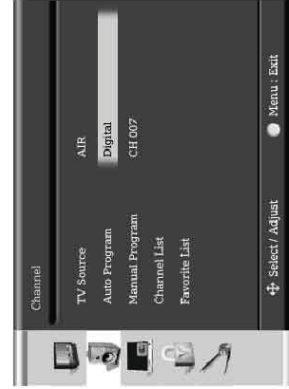 Channel
TV Source AIR
Auto Program Digital
Manual Program CH 007
Channel List
Favorite List
Select / Adjust Menu : Exit